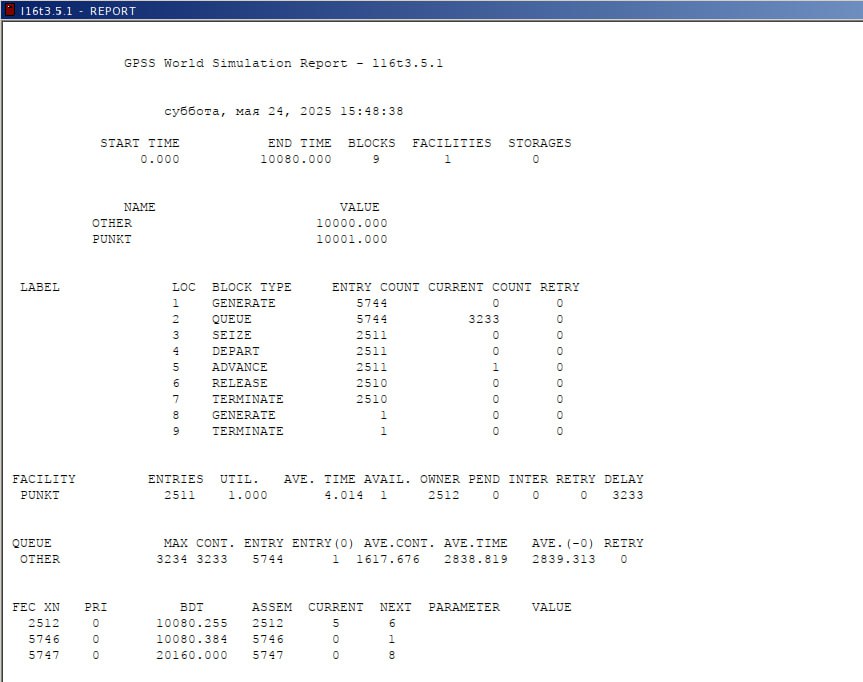 l16t3.5.1 - REPORT
GPSS World Simulation Report - l16t3.5.1
суббота, мая 24, 2025 15:48:38
START TIME END TIME BLOCKS FACILITIES STORAGES
0.000 10080.000 9 1 0
NAME VALUE
OTHER 10000.000
PUNKT 10001.000
LABEL LOC BLOCK TYPE ENTRY COUNT CURRENT COUNT RETRY
1 GENERATE 5744 0 0
2 QUEUE 5744 3233 0
3 SEIZE 2511 0 0
4 DEPART 2511 0 0
5 ADVANCE 2511 1 0
6 RELEASE 2510 0 0
7 TERMINATE 2510 0 0
8 GENERATE 1 0 0
9 TERMINATE 1 0 0
FACILITY ENTRIES UTIL. AVE. TIME AVAIL. OWNER PEND INTER RETRY DELAY
PUNKT 2511 1.000 4.014 1 2512 0 0 0 3233
QUEUE MAX CONT. ENTRY ENTRY(0) AVE.CONT. AVE.TIME AVE.(-0) RETRY
OTHER 3234 3233 5744 1 1617.676 2838.819 2839.313 0
FEC XN PRI BDT ASSEM CURRENT NEXT PARAMETER VALUE
2512 0 10080.255 2512 5 6
5746 0 10080.384 5746 0 1
5747 0 20160.000 5747 0 8